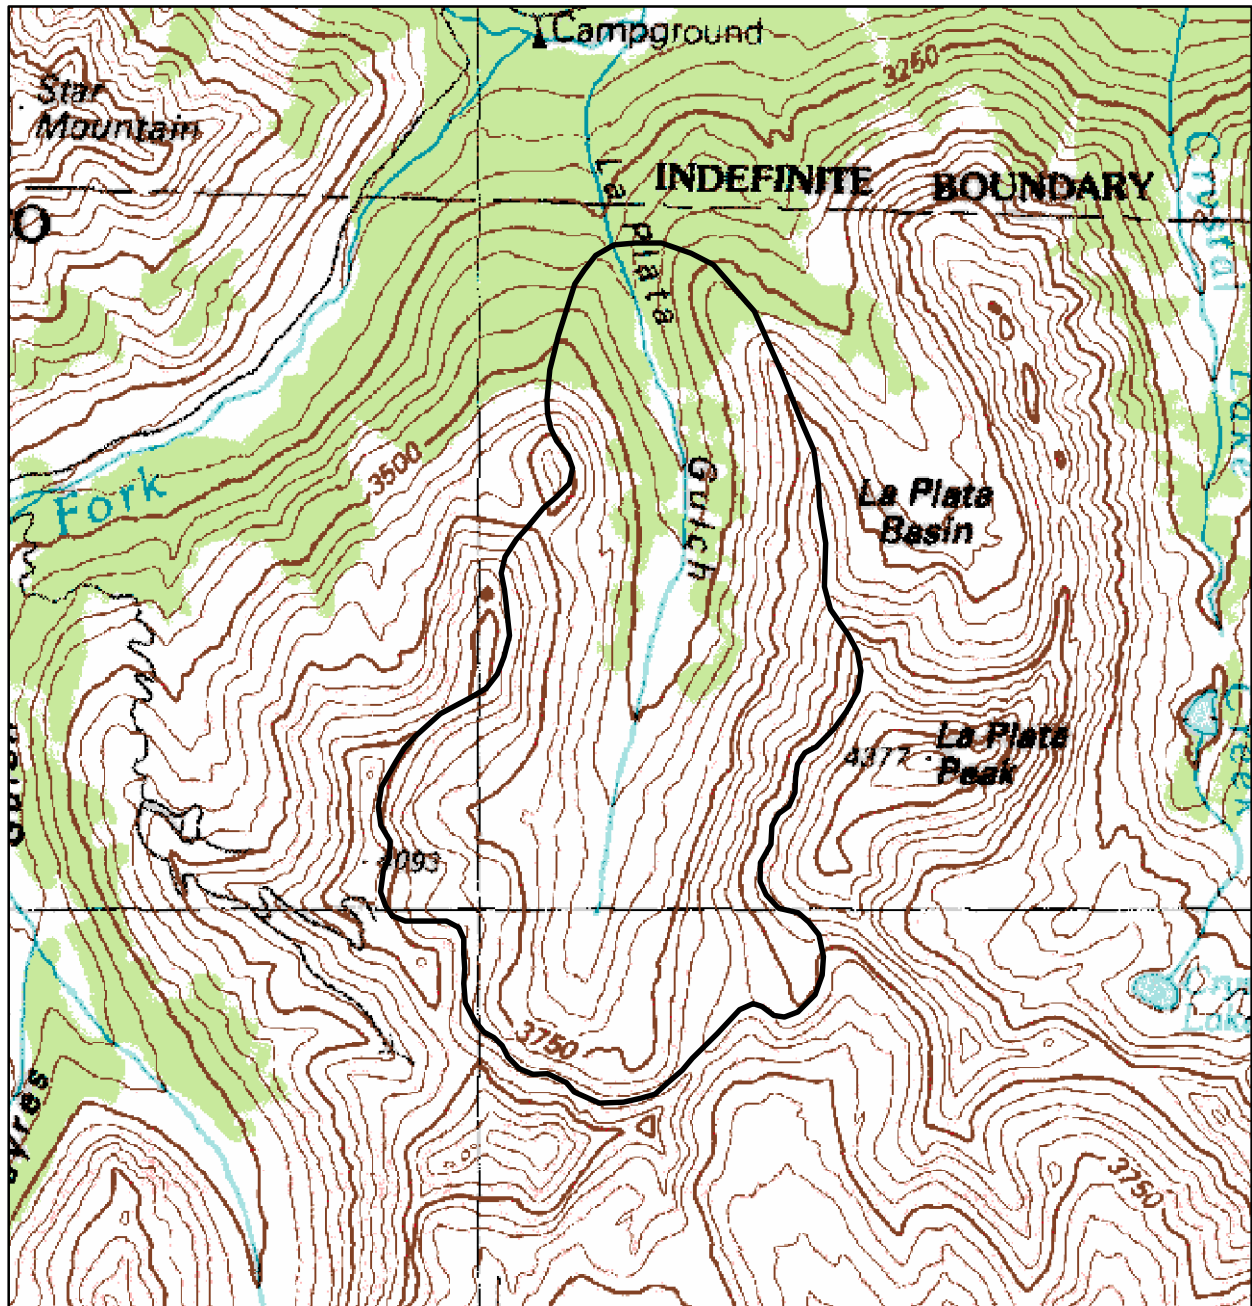 Campground
3250
Star
Mountain
La Plata
INDEFINITE BOUNDARY
O
Crystal
Lake
Creek
3500
Fork
Gulch
La Plata
Basin
4377
La Plata
Peak
4093
3750
3750